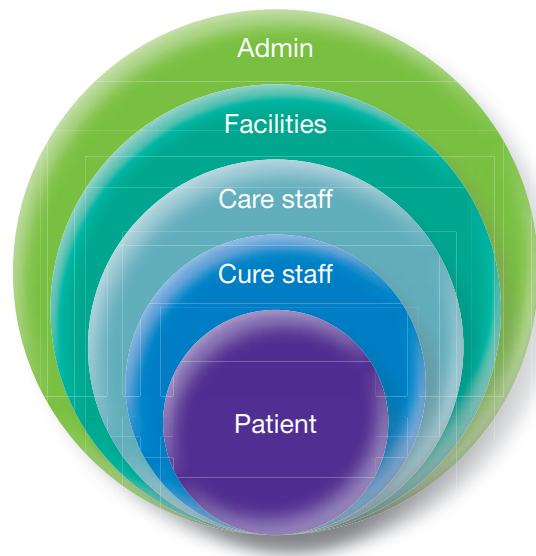 Admin
Facilities
Care staff
Cure staff
Patient